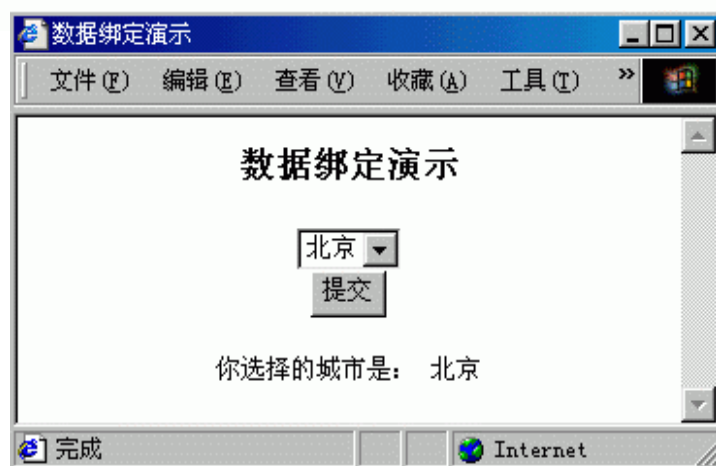 数据绑定演示
文件(F) 编辑(E) 查看(V) 收藏(A) 工具(T) »
数据绑定演示
北京
提交
你选择的城市是： 北京
完成 Internet